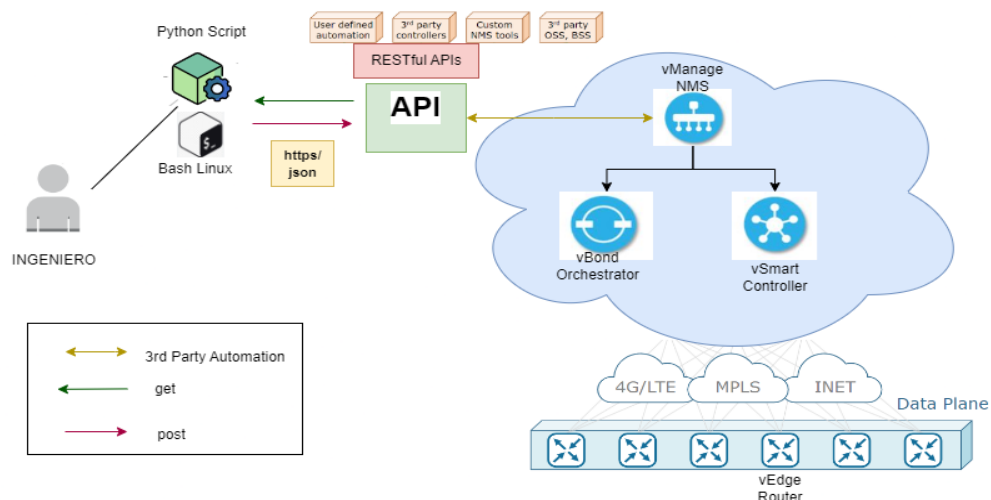 User defined
automation
3rd party
controllers
Custom
NMS tools
3rd party
OSS, BSS
Python Script
RESTful APIs
API
vManage
NMS
$_
https/
json
Bash Linux
INGENIERO
vBond
Orchestrator
vSmart
Controller
3rd Party Automation
get
post
4G/LTE
MPLS
INET
Data Plane
vEdge
Router